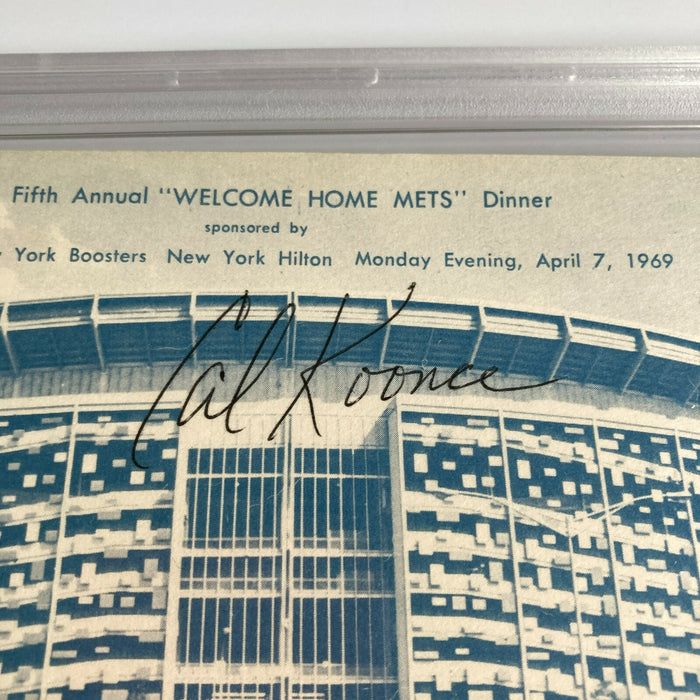 Fifth Annual "WELCOME HOME METS" Dinner
sponsored by
York Boosters New York Hilton Monday Evening, April 7, 1969
Cal Koonce